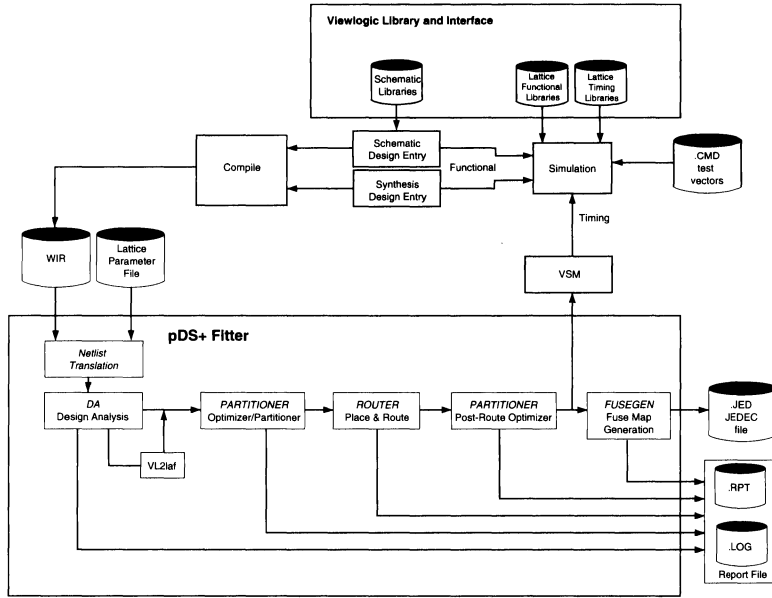 Viewlogic Library and Interface
Schematic
Libraries
Lattice
Functional
Libraries
Lattice
Timing
Libraries
Compile
Schematic
Design Entry
Functional
Synthesis
Design Entry
Simulation
.CMD
test
vectors
Timing
WIR
Lattice
Parameter
File
VSM
pDS+ Fitter
Netlist
Translation
DA
Design Analysis
PARTITIONER
Optimizer/Partitioner
ROUTER
Place & Route
PARTITIONER
Post-Route Optimizer
FUSEGEN
Fuse Map
Generation
.JED
JEDEC
file
VL2laf
.RPT
.LOG
Report File